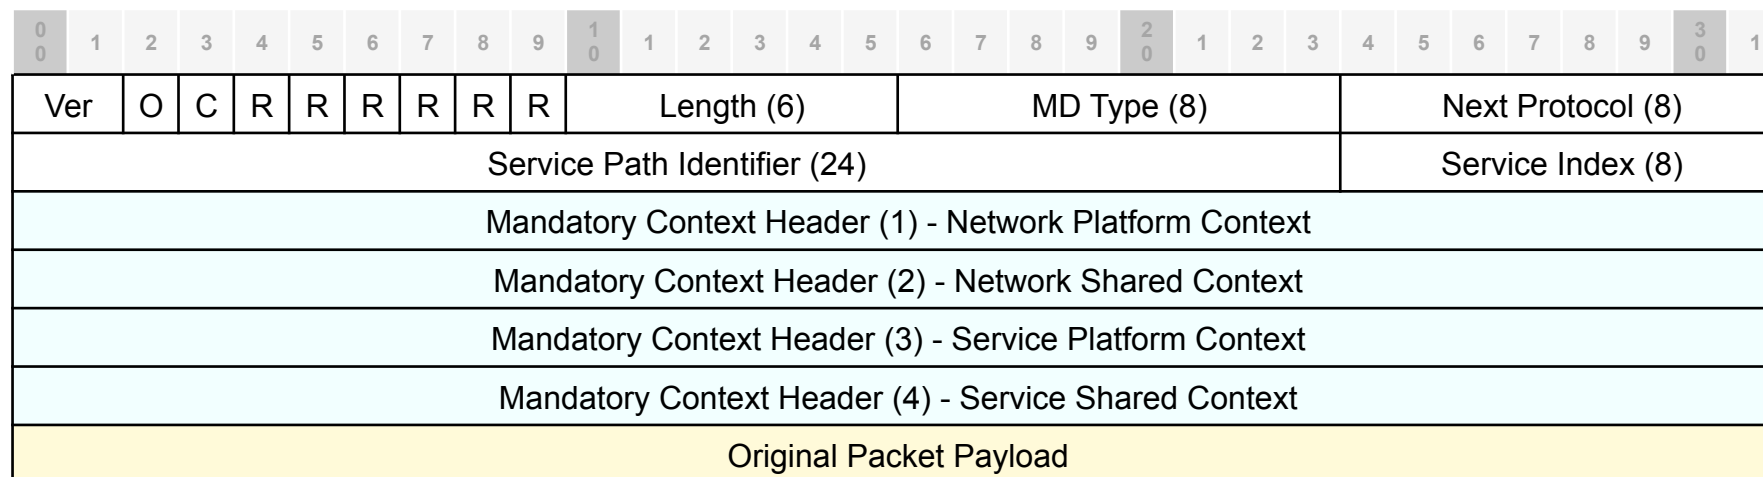 0 0 1 2 3 4 5 6 7 8 9 1 0 1 2 3 4 5 6 7 8 9 2 0 1 2 3 4 5 6 7 8 9 3 0 1
Ver O C R R R R R R Length (6) MD Type (8) Next Protocol (8)
Service Path Identifier (24) Service Index (8)
Mandatory Context Header (1) - Network Platform Context
Mandatory Context Header (2) - Network Shared Context
Mandatory Context Header (3) - Service Platform Context
Mandatory Context Header (4) - Service Shared Context
Original Packet Payload